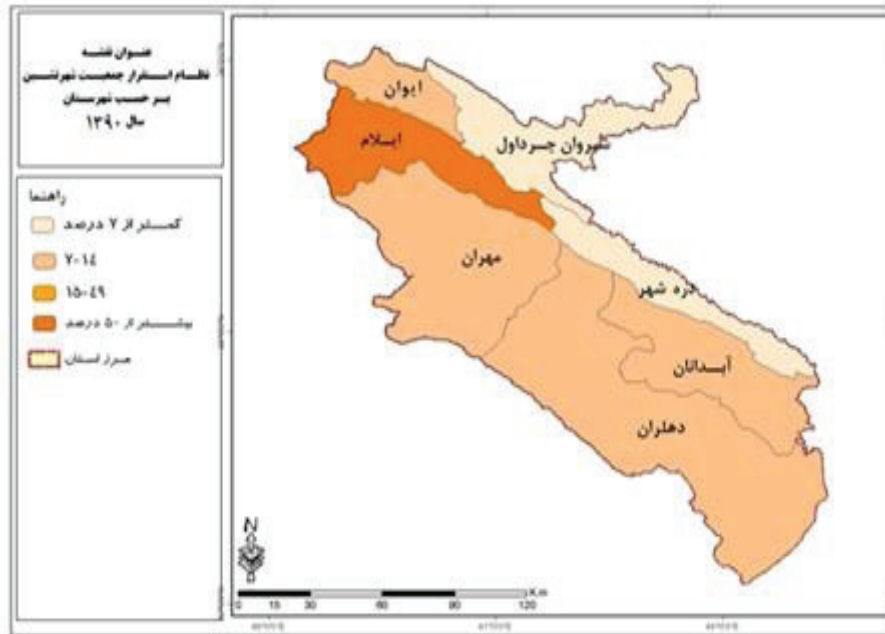 عنوان نقشه
نظام استقرار جمعیت شهرنشین
بر حسب شهرستان
سال ۱۳۹۰
راهنما
کمتر از ۷ درصد
۷-۱۴
۱۵-۴۹
بیشتر از ۵۰ درصد
مرز استان
ایوان
شیروان چرداول
ایلام
مهران
دره شهر
آبدانان
دهلران
N
0 15 30 60 90 120 K.m